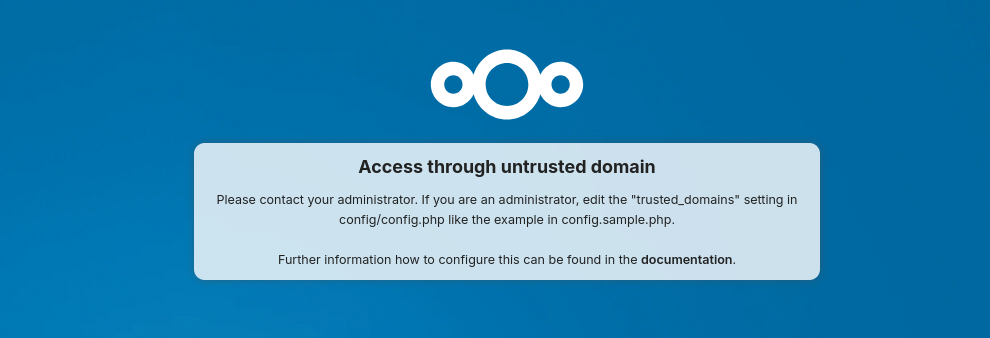 Access through untrusted domain
Please contact your administrator. If you are an administrator, edit the "trusted_domains" setting in
config/config.php like the example in config.sample.php.
Further information how to configure this can be found in the documentation.